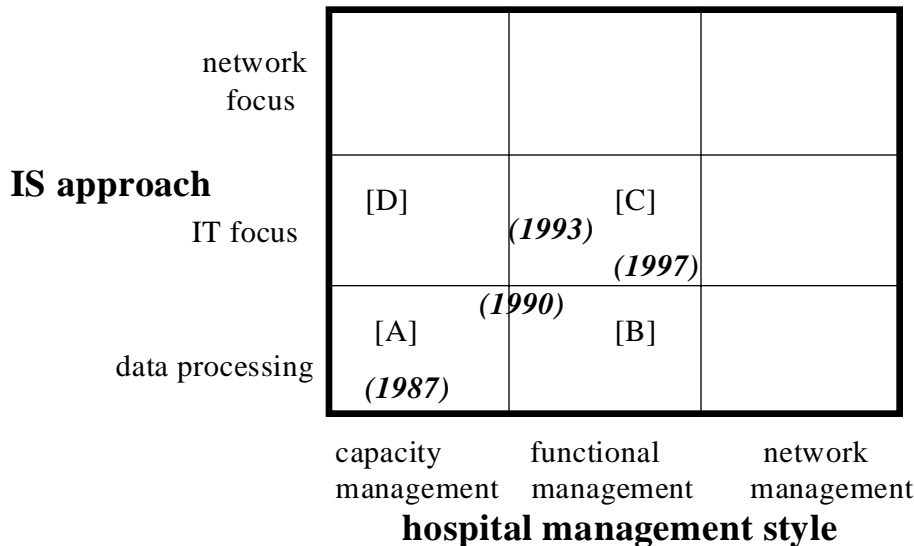 network
focus
IS approach
[D] [C]
IT focus (1993)
(1997)
(1990)
[A] [B]
data processing
(1987)
capacity functional network
management management management
hospital management style